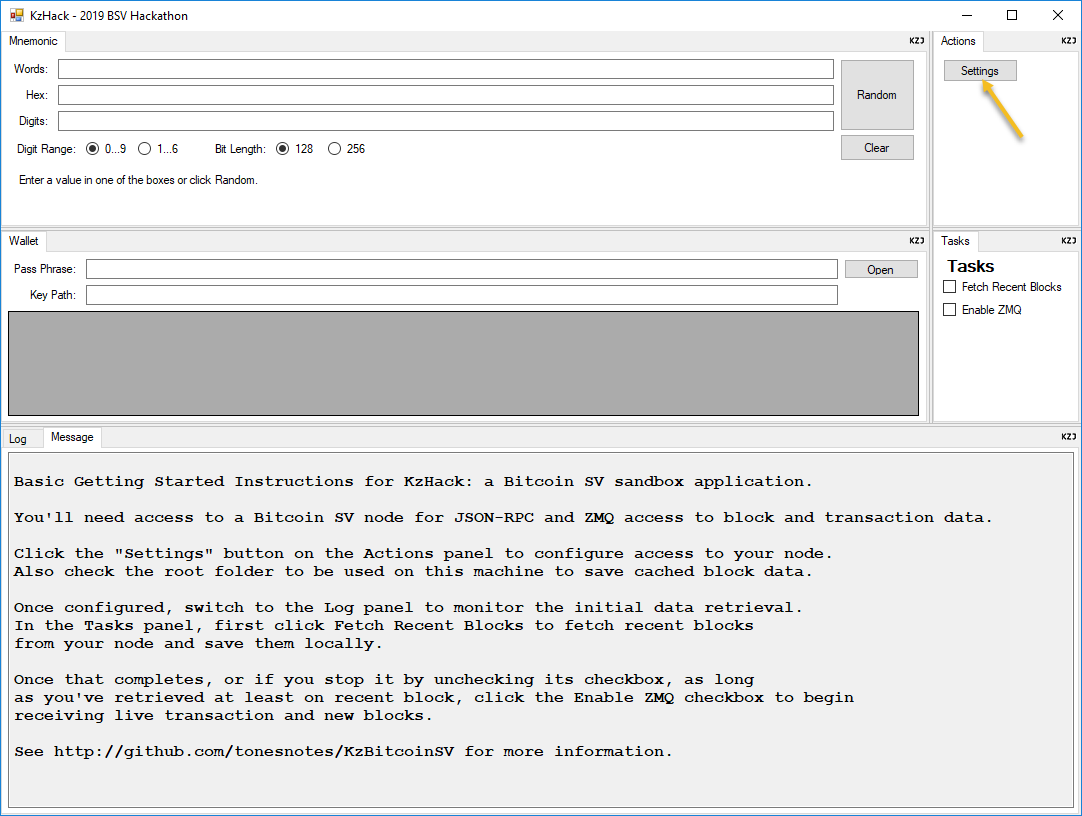 KzHack - 2019 BSV Hackathon
Mnemonic
KZJ
Words:
Hex:
Digits:
Random
Digit Range: 0...9 1...6 Bit Length: 128 256
Clear
Enter a value in one of the boxes or click Random.
Actions
KZJ
Settings
Wallet
KZJ
Pass Phrase:
Open
Key Path:
Tasks
KZJ
Tasks
Fetch Recent Blocks
Enable ZMQ
Log Message
KZJ
Basic Getting Started Instructions for KzHack: a Bitcoin SV sandbox application.
You'll need access to a Bitcoin SV node for JSON-RPC and ZMQ access to block and transaction data.
Click the "Settings" button on the Actions panel to configure access to your node.
Also check the root folder to be used on this machine to save cached block data.
Once configured, switch to the Log panel to monitor the initial data retrieval.
In the Tasks panel, first click Fetch Recent Blocks to fetch recent blocks
from your node and save them locally.
Once that completes, or if you stop it by unchecking its checkbox, as long
as you've retrieved at least on recent block, click the Enable ZMQ checkbox to begin
receiving live transaction and new blocks.
See http://github.com/tonesnotes/KzBitcoinSV for more information.